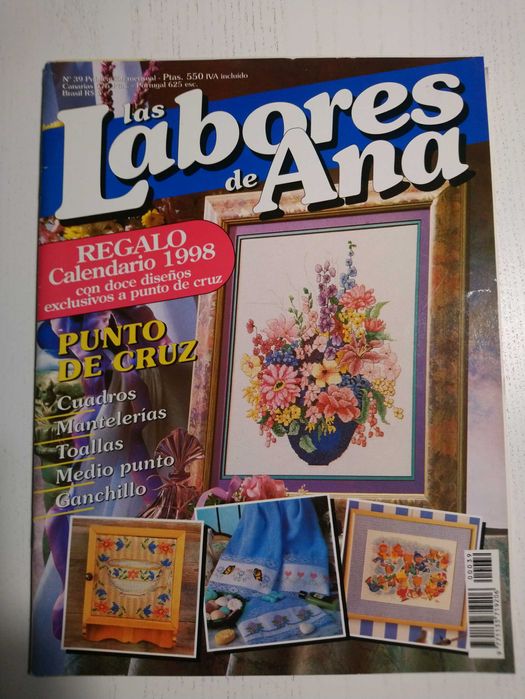 Nº 39 mensual - Ptas. 550 IVA incluido
Canarias Portugal 625 esc.
Brasil
las
Labores
de Ana
REGALO
Calendario 1998
con doce diseños
exclusivos a punto de cruz
PUNTO
DE CRUZ
Cuadros
Mantelerías
Toallas
Medio punto
Ganchillo
00039